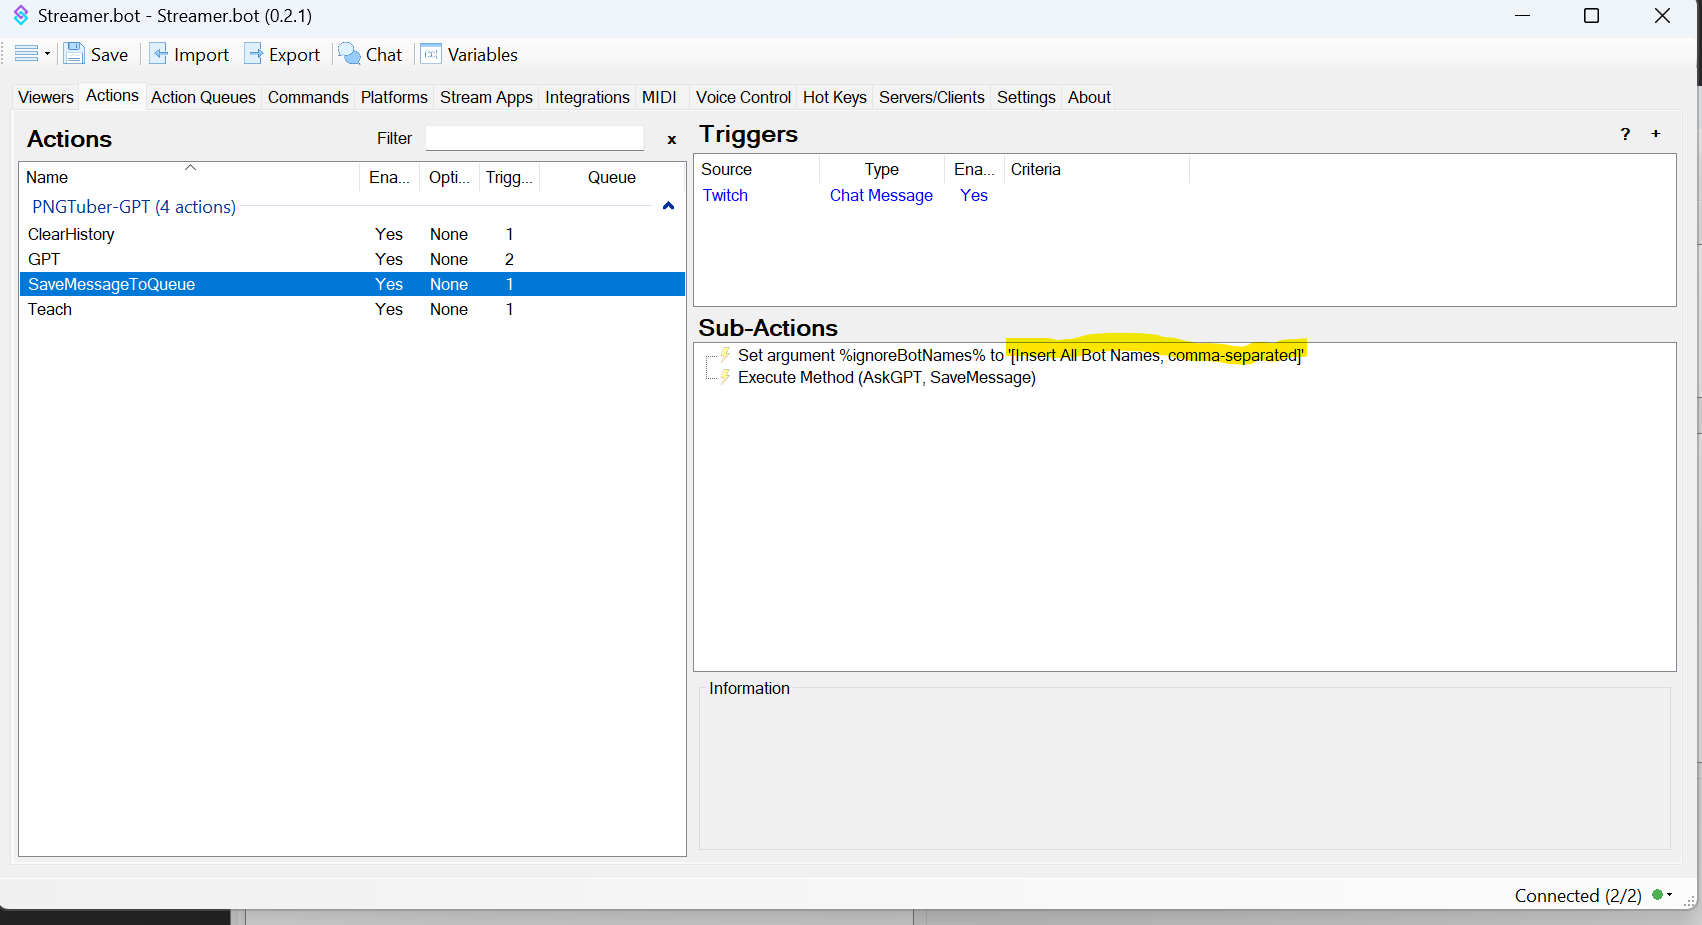 Streamer.bot - Streamer.bot (0.2.1)
Save Import Export Chat Variables
Viewers Actions Action Queues Commands Platforms Stream Apps Integrations MIDI Voice Control Hot Keys Servers/Clients Settings About
Actions Filter x
Name Ena... Opti... Trigg... Queue
PNGTuber-GPT (4 actions)
ClearHistory Yes None 1
GPT Yes None 2
SaveMessageToQueue Yes None 1
Teach Yes None 1
Triggers ? +
Source Type Ena... Criteria
Twitch Chat Message Yes
Sub-Actions
Set argument %ignoreBotNames% to '[Insert All Bot Names, comma-separated]'
Execute Method (AskGPT, SaveMessage)
Information
Connected (2/2)